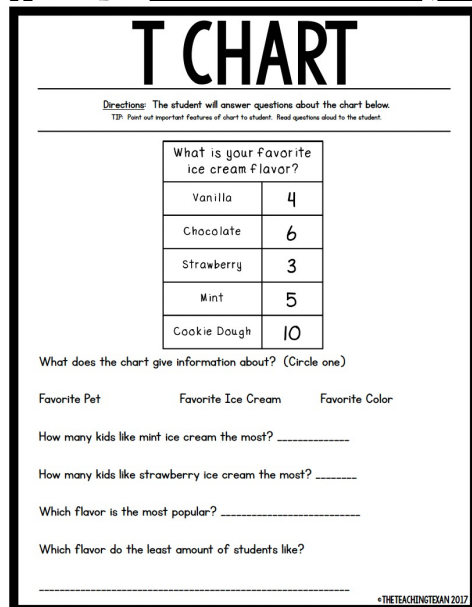 T CHART
Directions: The student will answer questions about the chart below.
TIP: Point out important features of chart to student. Read questions aloud to the student.
What is your favorite
ice cream flavor?
Vanilla 4
Chocolate 6
Strawberry 3
Mint 5
Cookie Dough 10
What does the chart give information about? (Circle one)
Favorite Pet Favorite Ice Cream Favorite Color
How many kids like mint ice cream the most? ______________
How many kids like strawberry ice cream the most? ________
Which flavor is the most popular? ___________________________
Which flavor do the least amount of students like?
____________________________________________________________
©THETEACHINGTEXAN 2017